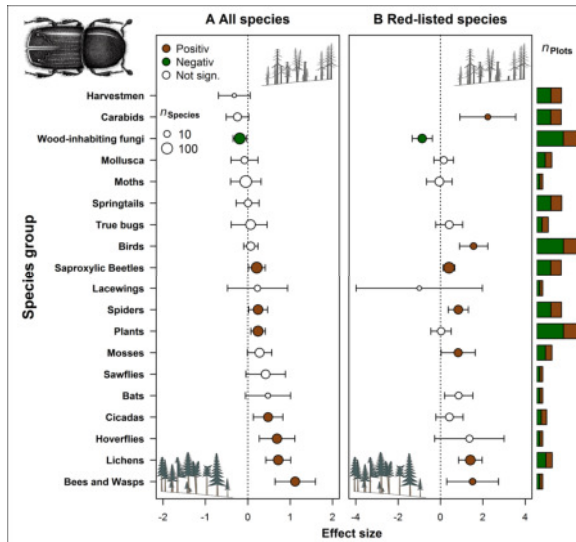 A All species
B Red-listed species
Positiv
Negativ
Not sign.
nSpecies
10
100
nPlots
Species group
Harvestmen
Carabids
Wood-inhabiting fungi
Mollusca
Moths
Springtails
True bugs
Birds
Saproxylic Beetles
Lacewings
Spiders
Plants
Mosses
Sawflies
Bats
Cicadas
Hoverflies
Lichens
Bees and Wasps
-2 -1 0 1 2
-4 -2 0 2 4
Effect size